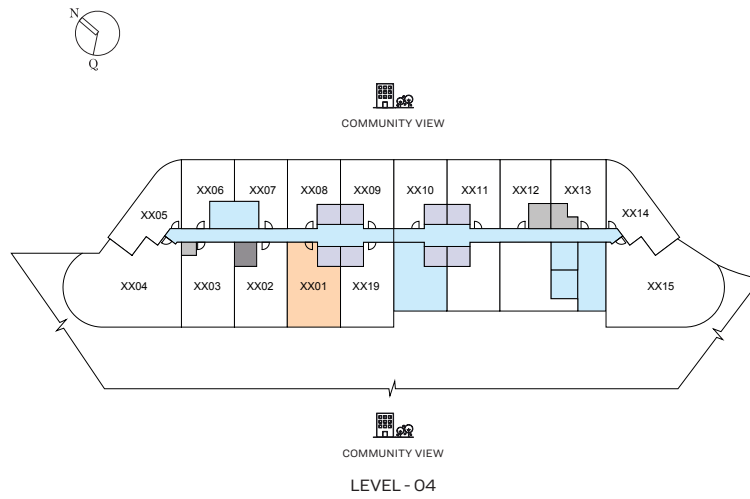 N
Q
COMMUNITY VIEW
XX06 XX07 XX08 XX09 XX10 XX11 XX12 XX13
XX05 XX14
XX04 XX03 XX02 XX01 XX19 XX15
COMMUNITY VIEW
LEVEL - 04